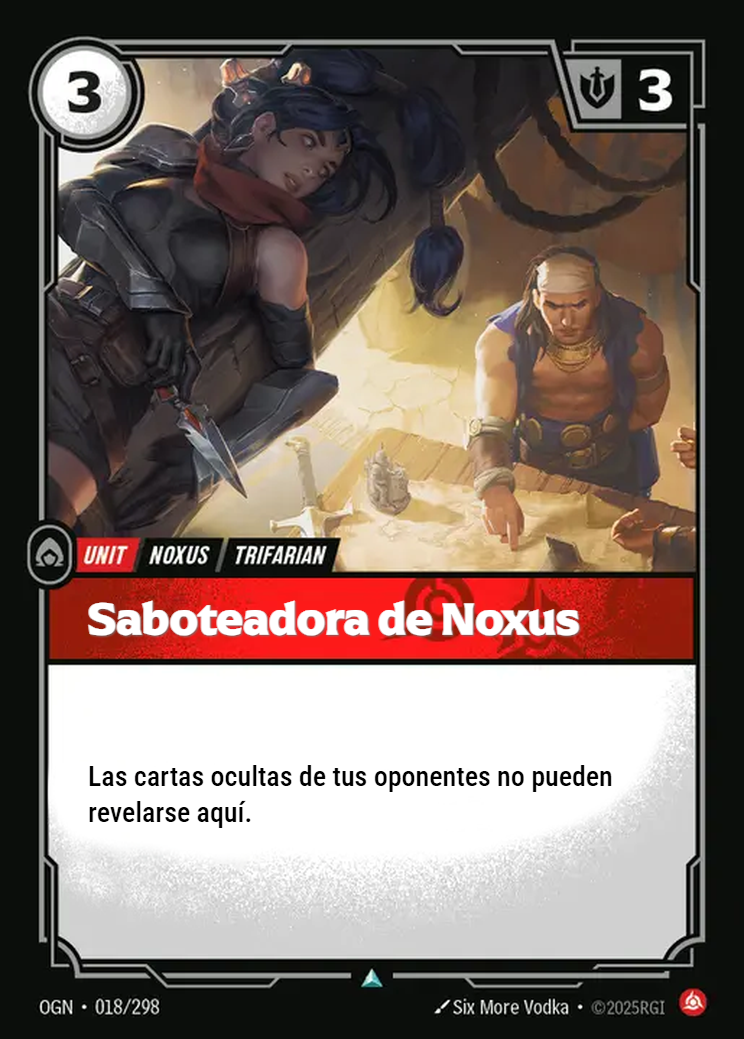 3
3
UNIT NOXUS TRIFARIAN
Saboteadora de Noxus
Las cartas ocultas de tus oponentes no pueden
revelarse aquí.
OGN • 018/298
Six More Vodka • ©2025RGI